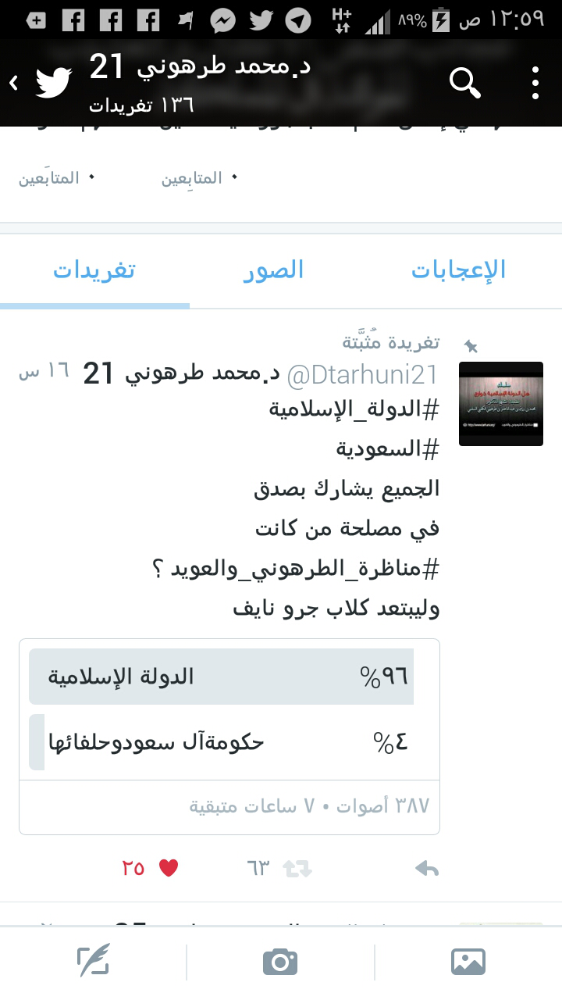 ١٢:٥٩ ص
٨٩%
H+
د.محمد طرهوني 21
١٣٦ تغريدات
المتابِعين
المتابَعين
الإعجابات
الصور
تغريدات
تغريدة مُثبَّتة
@Dtarhuni21 د.محمد طرهوني 21 ١٦ س
#الدولة_الإسلامية
#السعودية
الجميع يشارك بصدق
في مصلحة من كانت
#مناظرة_الطرهوني_والعويد ؟
وليبتعد كلاب جرو نايف
٩٦% الدولة الإسلامية
٤% حكومةآل سعودوحلفائها
٣٨٧ أصوات • ٧ ساعات متبقية
٦٣
٢٥